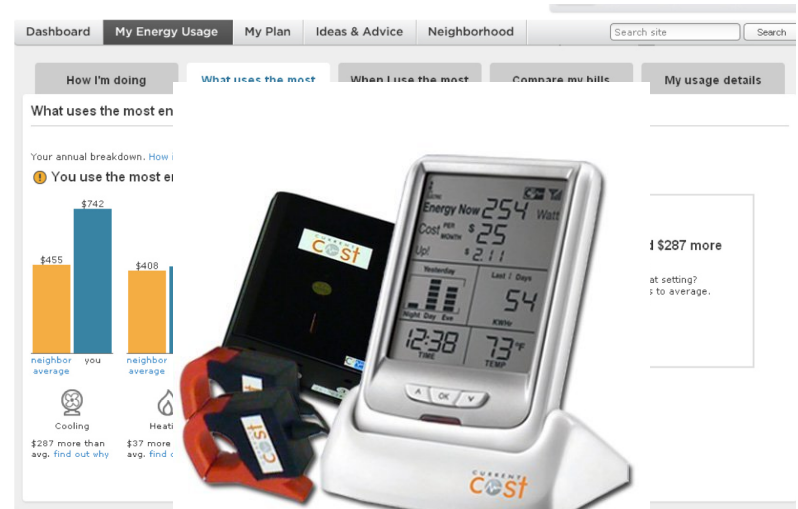 Dashboard My Energy Usage My Plan Ideas & Advice Neighborhood Search site Search
How I'm doing What uses the most When I use the most Compare my bills My usage details
What uses the most en
Your annual breakdown. How i
You use the most e
$742
$455
$408
neighbor average
you
neighbor average
Cooling
Heati
$287 more than
avg. find out why
$37 more
avg. find o
d $287 more
at setting?
s to average.
CURRENT
COST
Energy Now 254 Watt
Cost PER MONTH $ 25
Up! $ 2.11
Yesterday
Night Day Eve
Last 1 Days
54
KWHr
12:38
TIME
73°F
TEMP
OK
CURRENT
COST